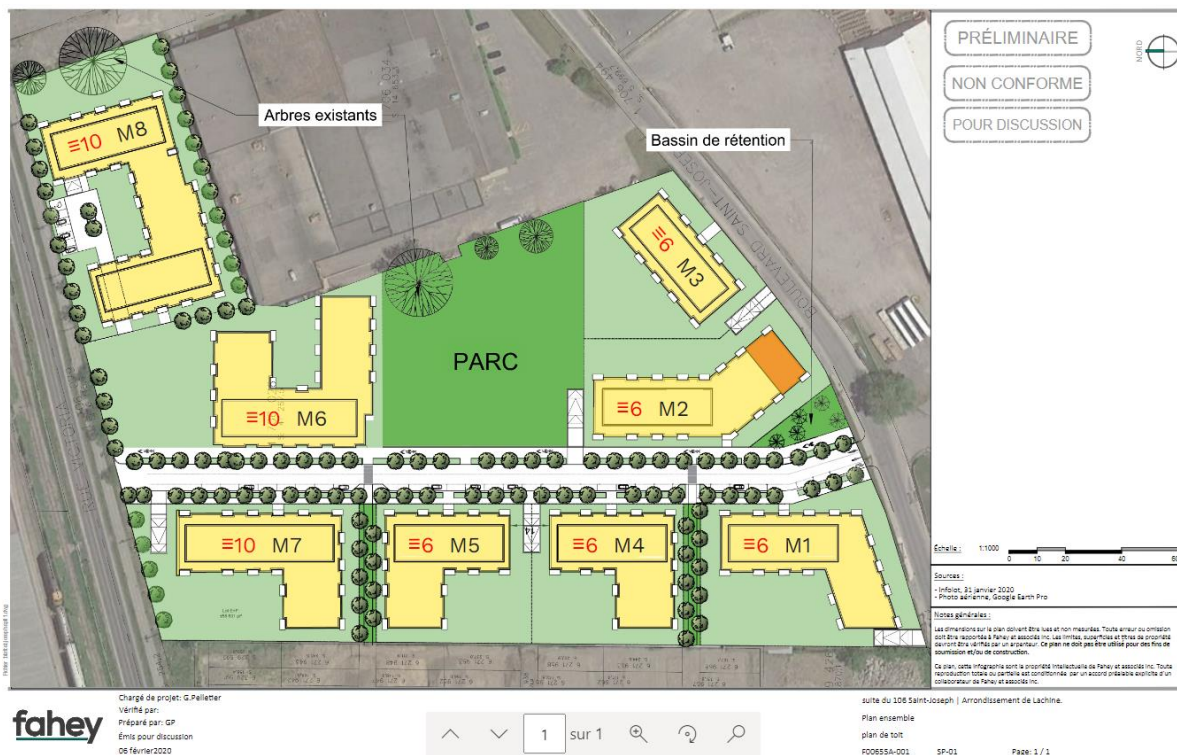 PRÉLIMINAIRE
NON CONFORME
POUR DISCUSSION
NORD
Arbres existants
Bassin de rétention
BOULEVARD SAINT-JOSEPH
≡10 M8
≡6 M3
PARC
≡6 M2
≡10 M6
≡10 M7
≡6 M5
14
≡6 M4
≡6 M1
Échelle : 1:1000
0 10 20 40 60
Sources :
- Infolot, 31 janvier 2020
- Photo aérienne, Google Earth Pro
Notes générales :
Les dimensions sur le plan doivent être lues et non mesurées. Toute erreur ou omission
doit être rapportée à Fahey et associés inc. Les limites, superficies et titres de propriété
devront être vérifiés par un arpenteur. Ce plan ne doit pas être utilisé pour des fins de
soumission et/ou de construction.
Ce plan, cette infographie sont la propriété intellectuelle de Fahey et associés inc. Toute
reproduction totale ou partielle est conditionnée par un accord préalable explicite d'un
collaborateur de Fahey et associés inc.
fahey
Chargé de projet: G.Pelletier
Vérifié par:
Préparé par: GP
Émis pour discussion
06 février2020
1 sur 1
suite du 106 Saint-Joseph | Arrondissement de Lachine.
Plan ensemble
plan de toit
F00655A-001 SP-01 Page: 1 / 1